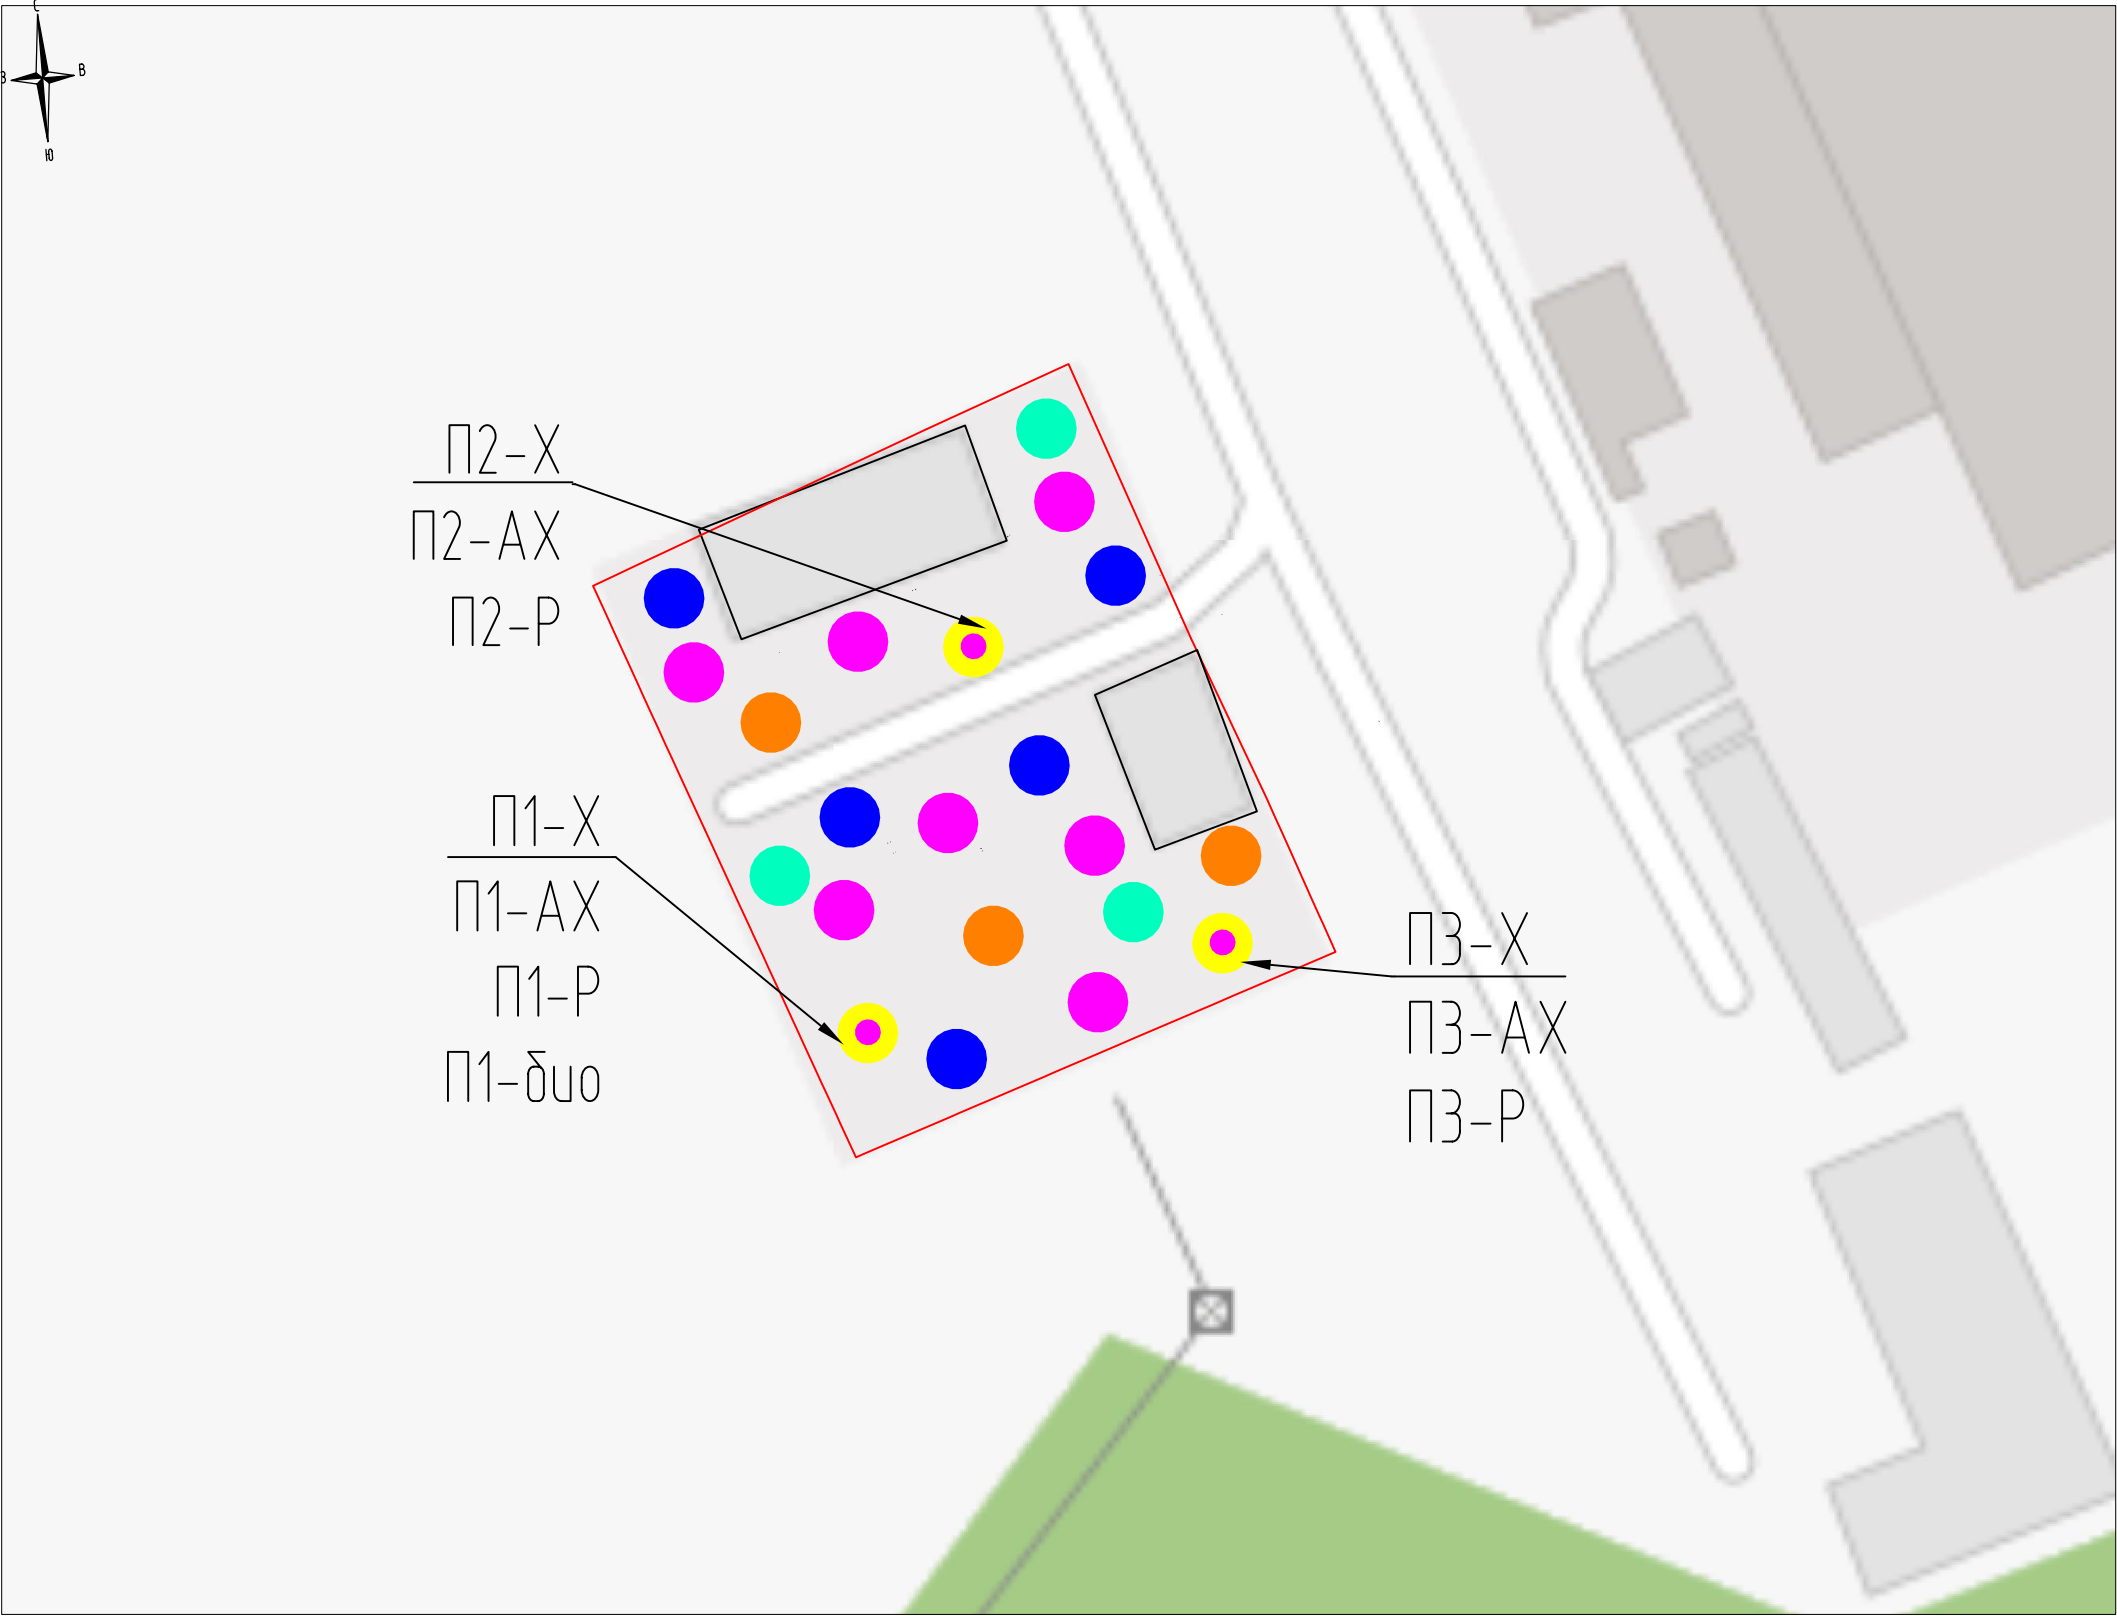 С
З
В
Ю
П2-Х
П2-АХ
П2-Р
П1-Х
П1-АХ
П1-Р
П1-био
П3-Х
П3-АХ
П3-Р